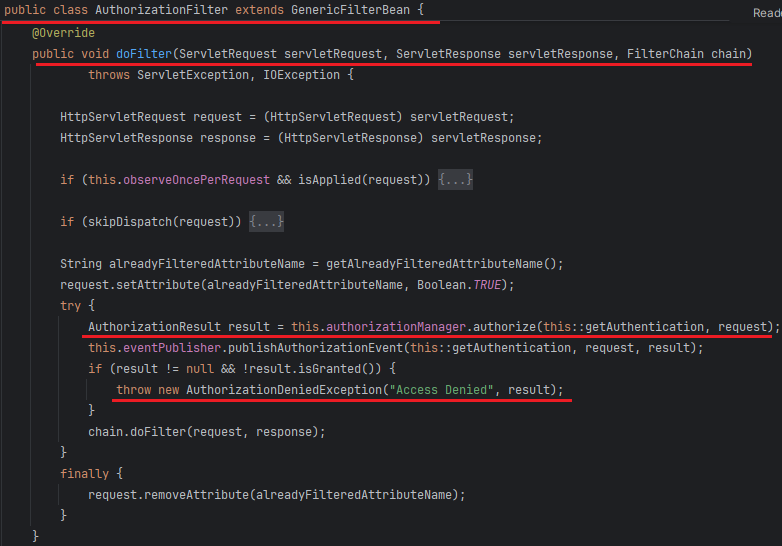 public class AuthorizationFilter extends GenericFilterBean {
Reade
@Override
public void doFilter(ServletRequest servletRequest, ServletResponse servletResponse, FilterChain chain)
throws ServletException, IOException {
HttpServletRequest request = (HttpServletRequest) servletRequest;
HttpServletResponse response = (HttpServletResponse) servletResponse;
if (this.observeOncePerRequest && isApplied(request)) {...}
if (skipDispatch(request)) {...}
String alreadyFilteredAttributeName = getAlreadyFilteredAttributeName();
request.setAttribute(alreadyFilteredAttributeName, Boolean.TRUE);
try {
AuthorizationResult result = this.authorizationManager.authorize(this::getAuthentication, request);
this.eventPublisher.publishAuthorizationEvent(this::getAuthentication, request, result);
if (result != null && !result.isGranted()) {
throw new AuthorizationDeniedException("Access Denied", result);
}
chain.doFilter(request, response);
}
finally {
request.removeAttribute(alreadyFilteredAttributeName);
}
}